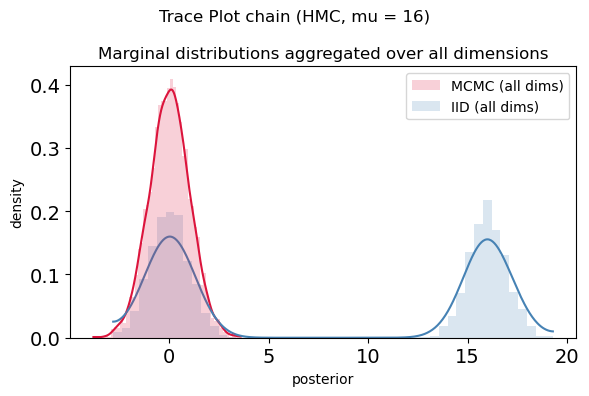 Trace Plot chain (HMC, mu = 16)
Marginal distributions aggregated over all dimensions
MCMC (all dims)
IID (all dims)
density
0.4
0.3
0.2
0.1
0.0
0 5 10 15 20
posterior